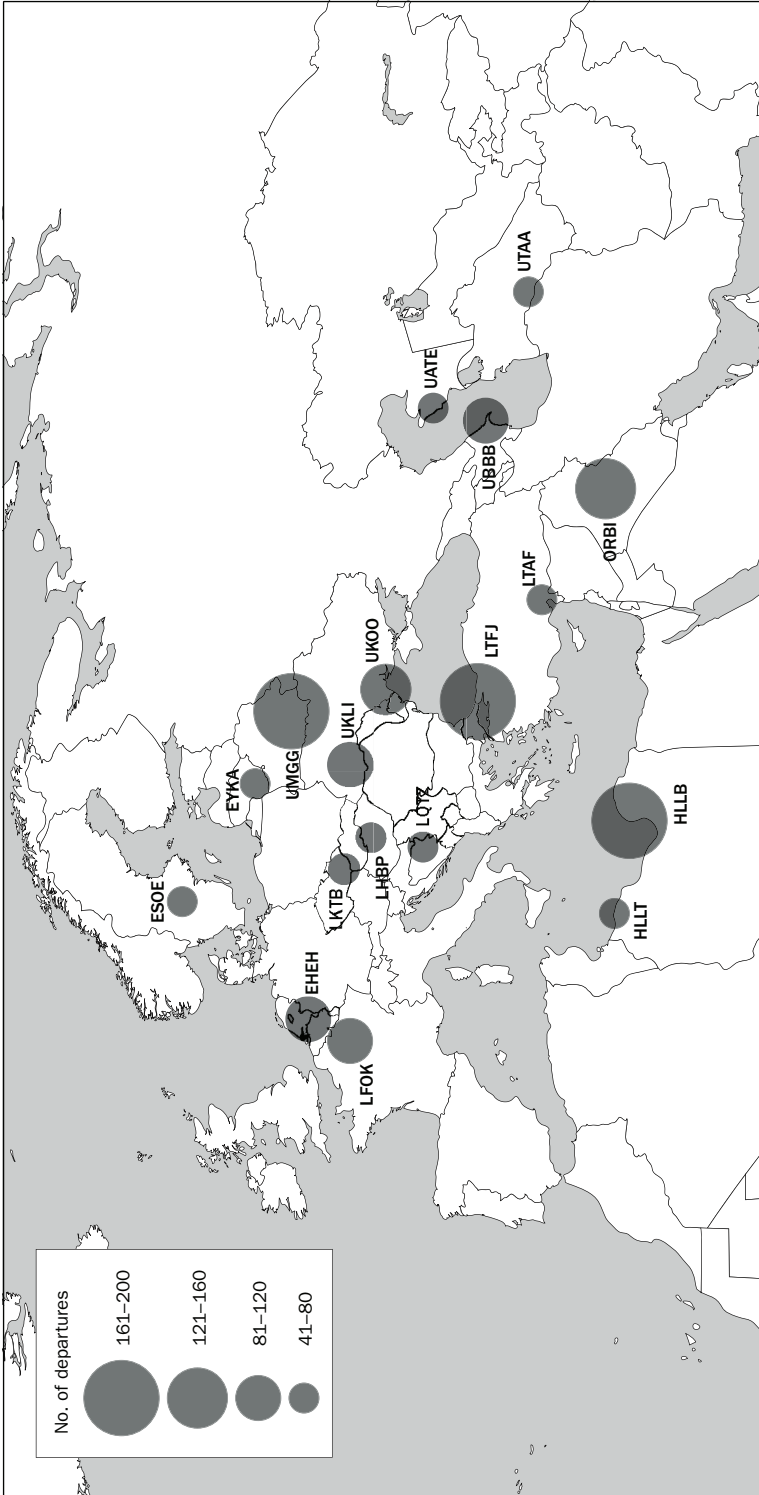 No. of departures
161–200
121–160
81–120
41–80
ESOE
EYKA
UMGG
EHEH
LFOK
LKTB
LHBP
UKLI
UKOO
LQTZ
LTFJ
LTAF
UATE
UBBB
UTAA
ORBI
HLLT
HLLB